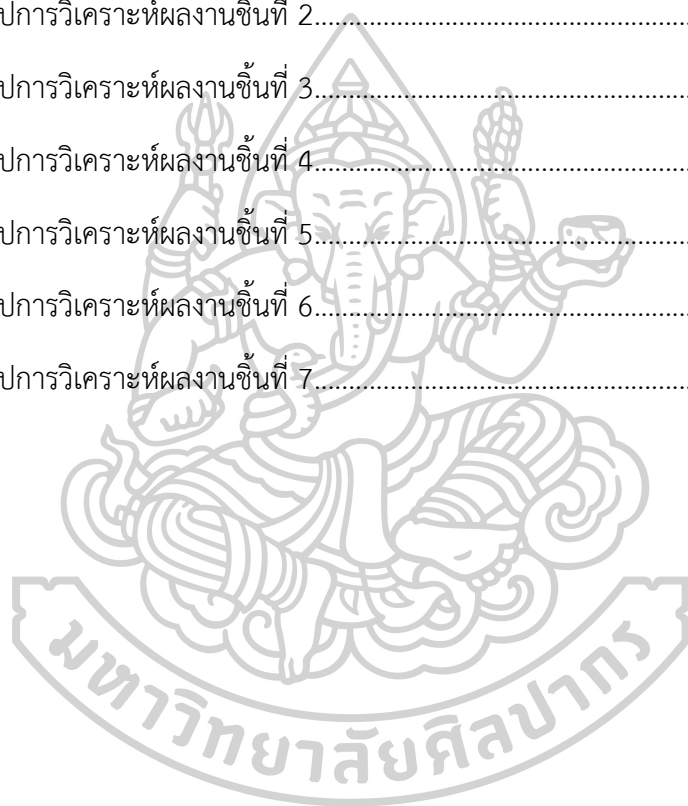 ปการวิเคราะห์ผลงานชิ้นที่ 2............................................................
ปการวิเคราะห์ผลงานชิ้นที่ 3............................................................
ปการวิเคราะห์ผลงานชิ้นที่ 4............................................................
ปการวิเคราะห์ผลงานชิ้นที่ 5............................................................
ปการวิเคราะห์ผลงานชิ้นที่ 6............................................................
ปการวิเคราะห์ผลงานชิ้นที่ 7............................................................
มหาวิทยาลัยศิลปากร